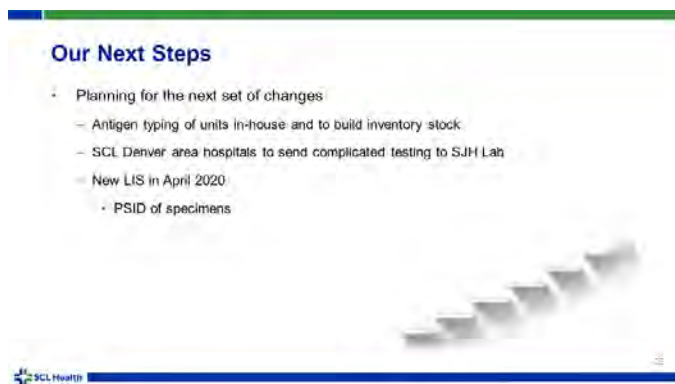 Our Next Steps
· Planning for the next set of changes
– Antigen typing of units in-house and to build inventory stock
– SCL Denver area hospitals to send complicated testing to SJH Lab
– New LIS in April 2020
· PSID of specimens
SCL Health